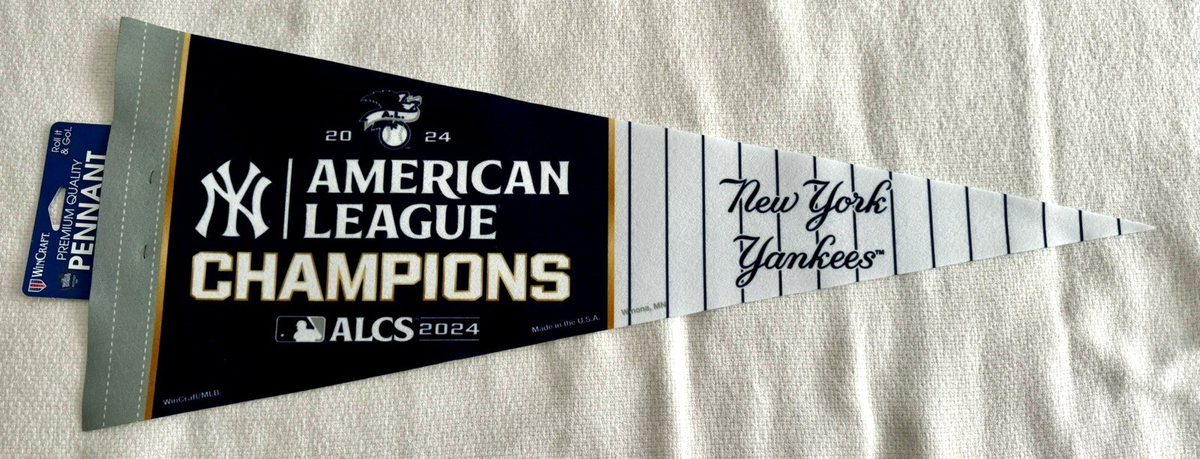 Roll it
& Go!
WINCRAFT.
PREMIUM QUALITY
PENNANT
A.L.
20 24
NY
AMERICAN
LEAGUE
CHAMPIONS
ALCS 2024
Made in the U.S.A.
WinCraft/MLB
New York
Yankees™
Winona, MN